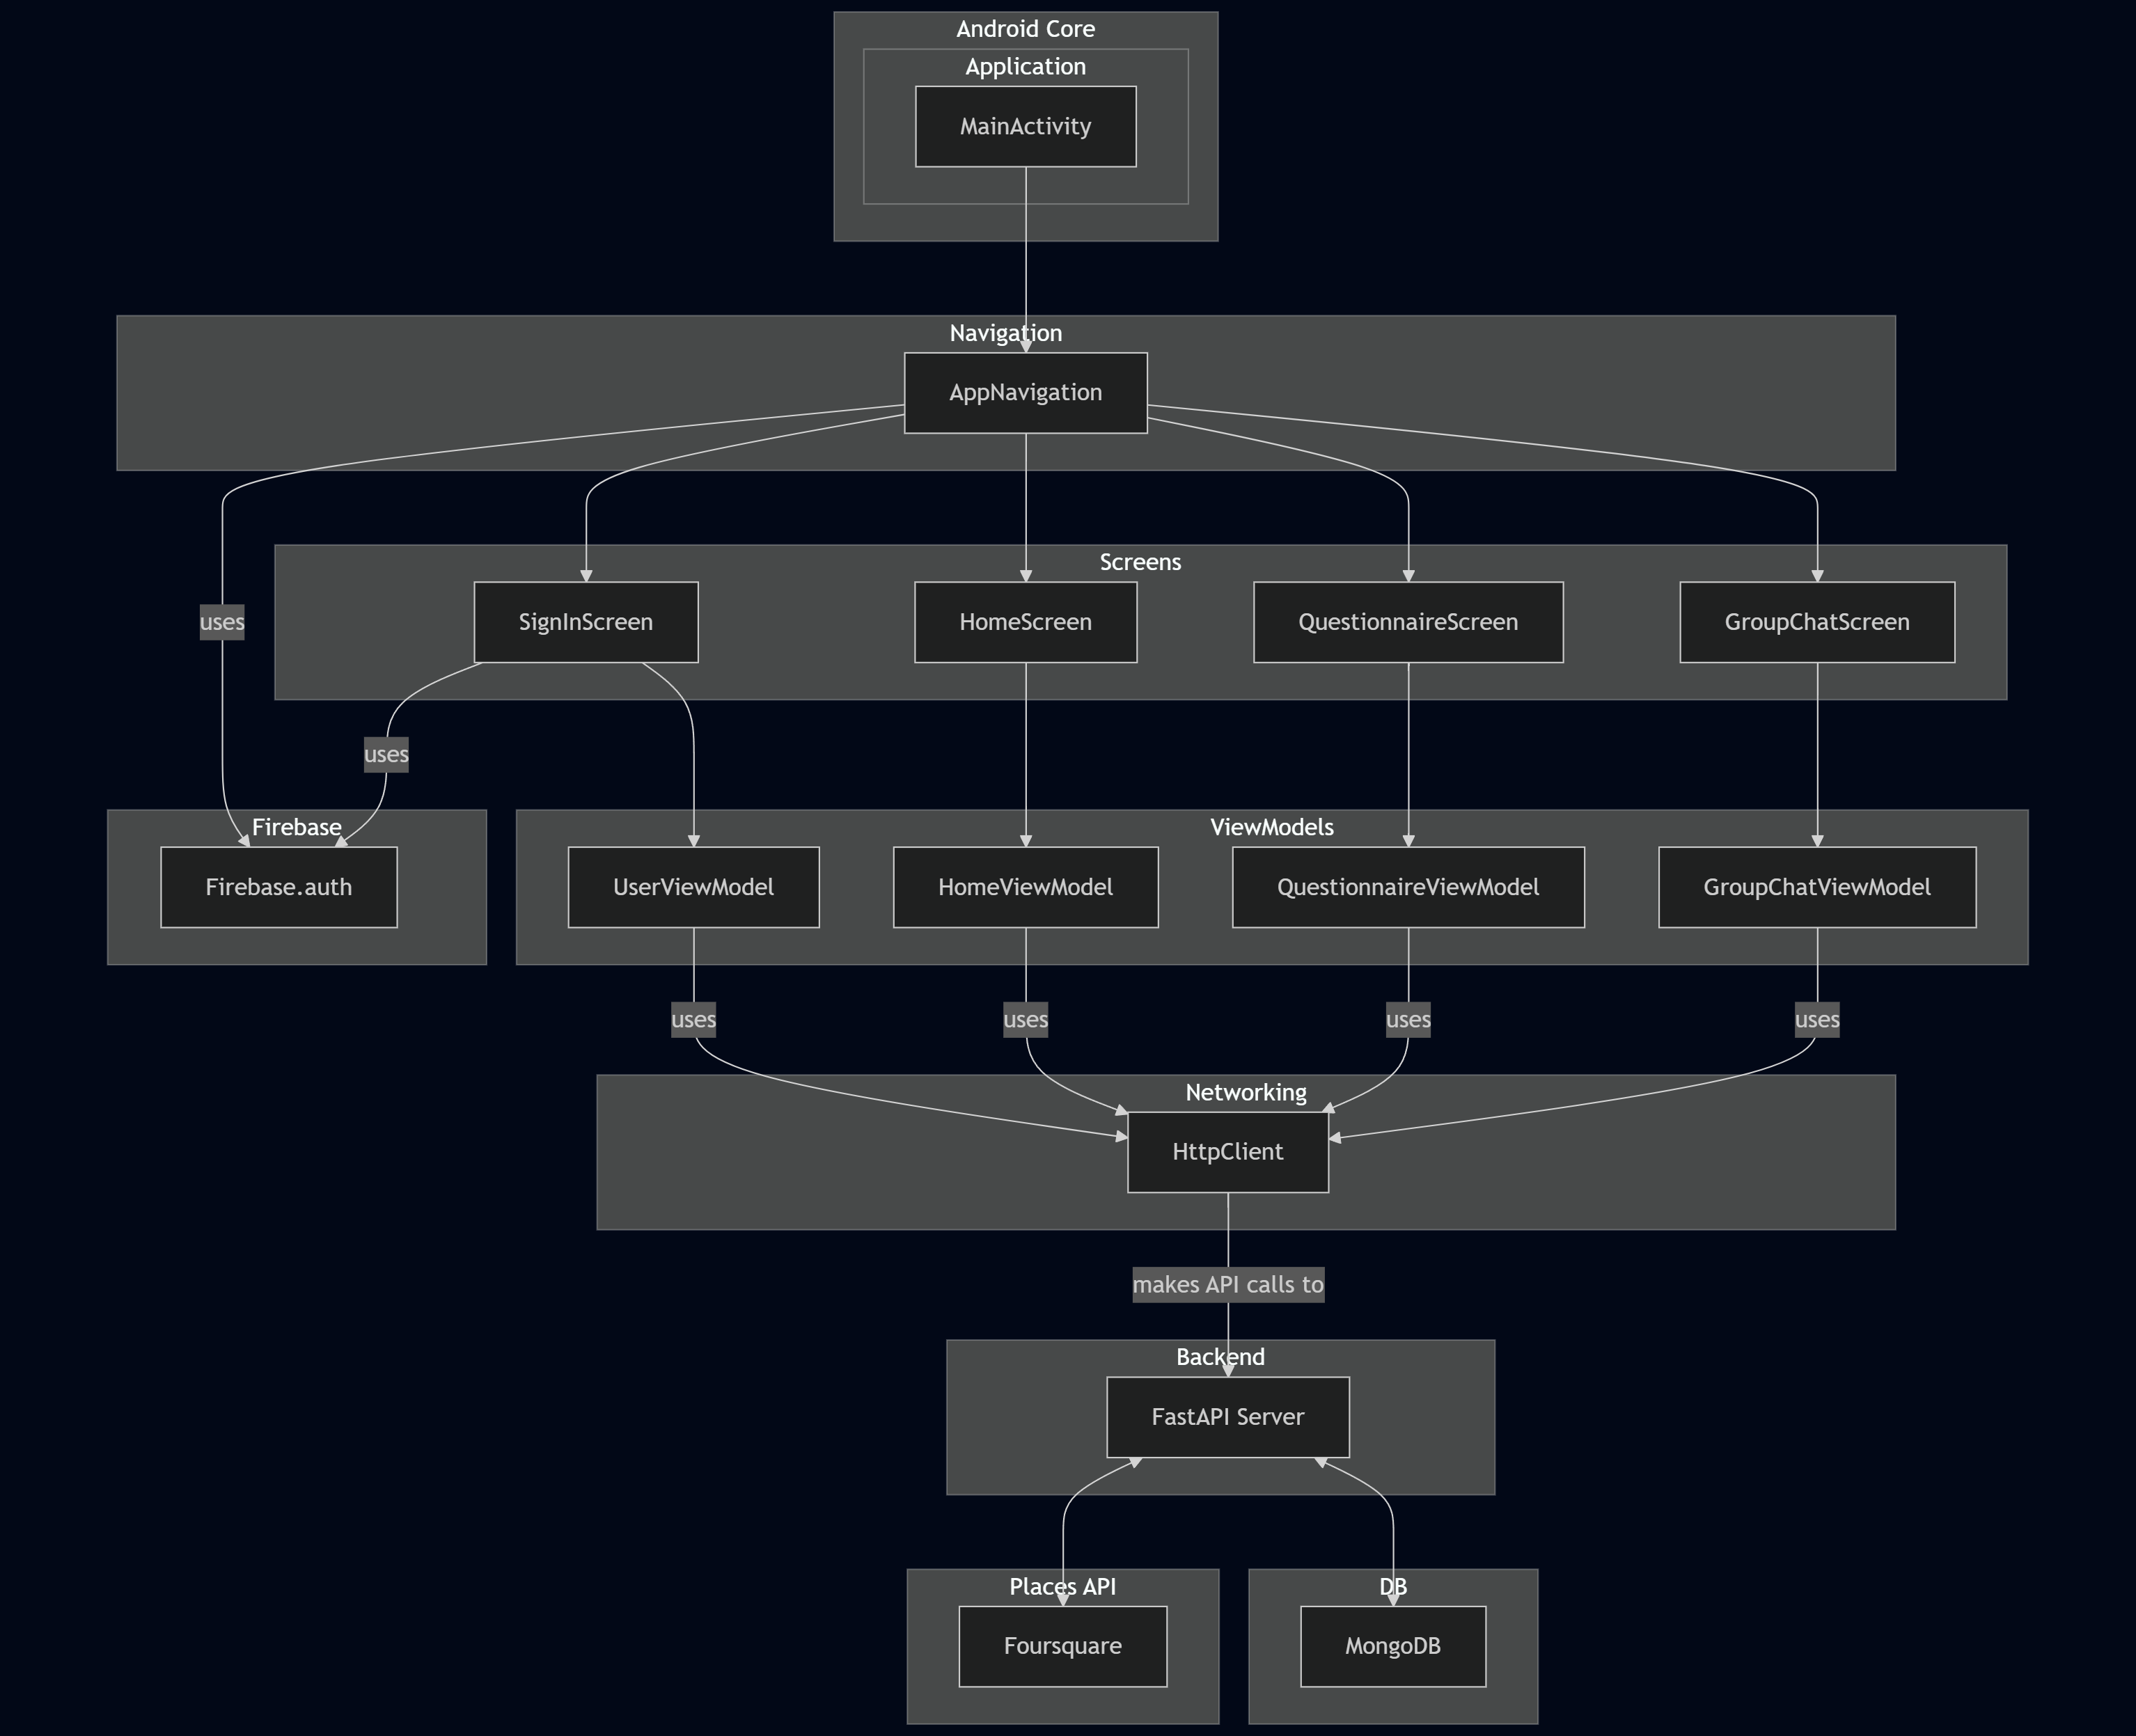 Android Core
Application
MainActivity
Navigation
AppNavigation
Screens
SignInScreen
HomeScreen
QuestionnaireScreen
GroupChatScreen
uses
uses
Firebase
Firebase.auth
ViewModels
UserViewModel
HomeViewModel
QuestionnaireViewModel
GroupChatViewModel
uses
uses
uses
uses
Networking
HttpClient
makes API calls to
Backend
FastAPI Server
Places API
Foursquare
DB
MongoDB